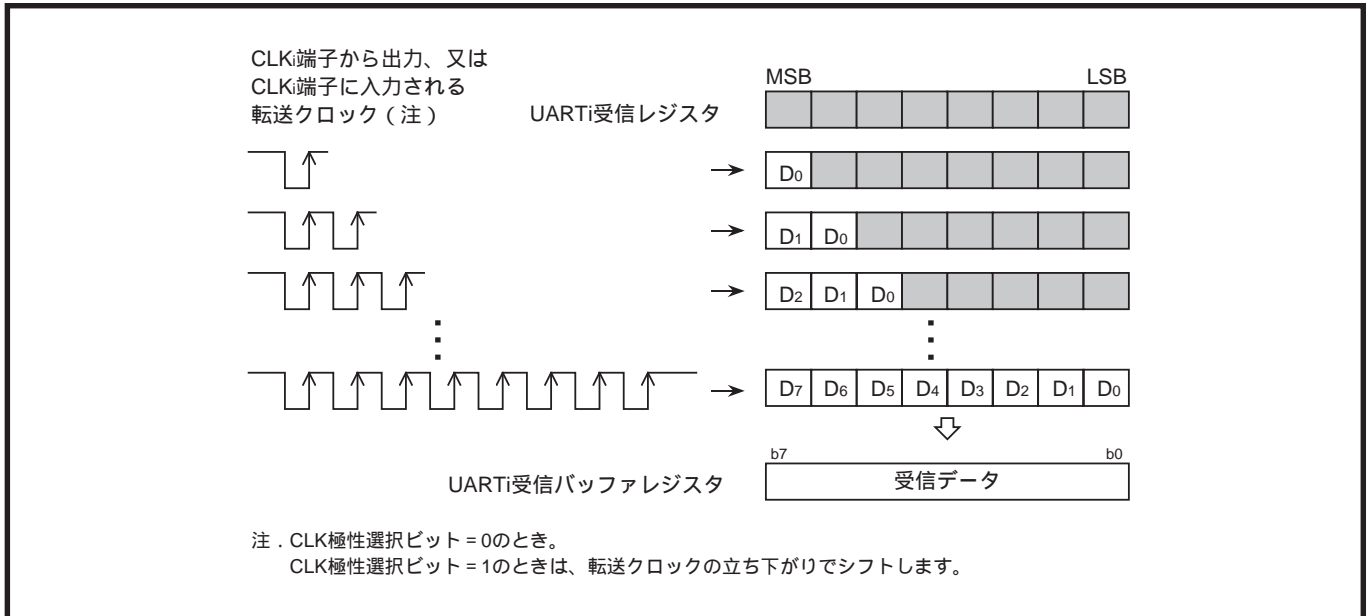 CLKi端子から出力、又は
CLKi端子に入力される
転送クロック（注）
UARTi受信レジスタ
MSB LSB
D0
D1 D0
D2 D1 D0
D7 D6 D5 D4 D3 D2 D1 D0
b7 b0
UARTi受信バッファレジスタ
受信データ
注．CLK極性選択ビット = 0のとき。
CLK極性選択ビット = 1のときは、転送クロックの立ち下がりでシフトします。